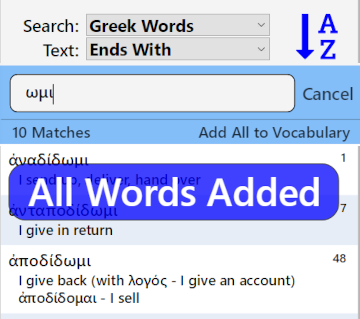 Search: Greek Words
Text: Ends With
A
Z
ωμι
Cancel
10 Matches Add All to Vocabulary
ἀναδίδωμι 1
I send up, deliver, hand over
All Words Added
ἀνταποδίδωμι 7
I give in return
ἀποδίδωμι 48
I give back (with λογός - I give an account)
ἀποδίδομαι - I sell